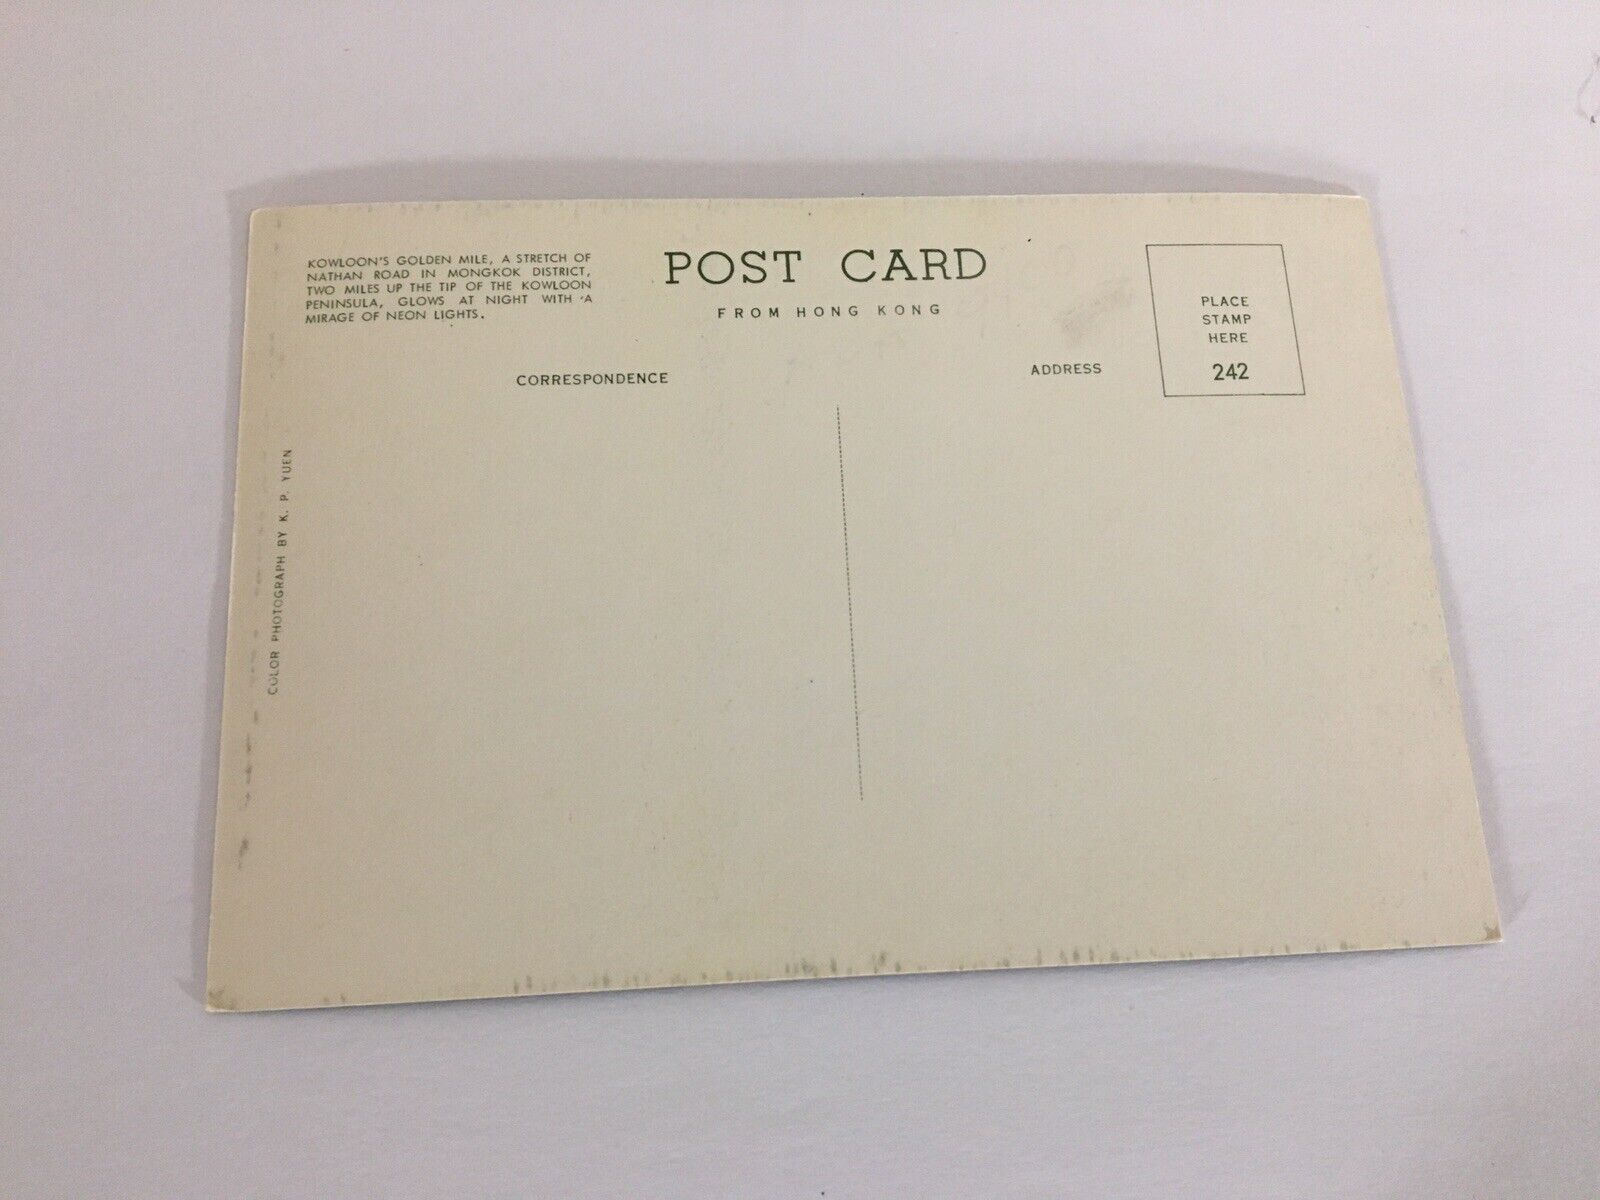 KOWLOON'S GOLDEN MILE, A STRETCH OF
NATHAN ROAD IN MONGKOK DISTRICT,
TWO MILES UP THE TIP OF THE KOWLOON
PENINSULA, GLOWS AT NIGHT WITH A
MIRAGE OF NEON LIGHTS.
POST CARD
FROM HONG KONG
PLACE
STAMP
HERE
242
CORRESPONDENCE
ADDRESS
COLOR PHOTOGRAPH BY K. P. YUEN